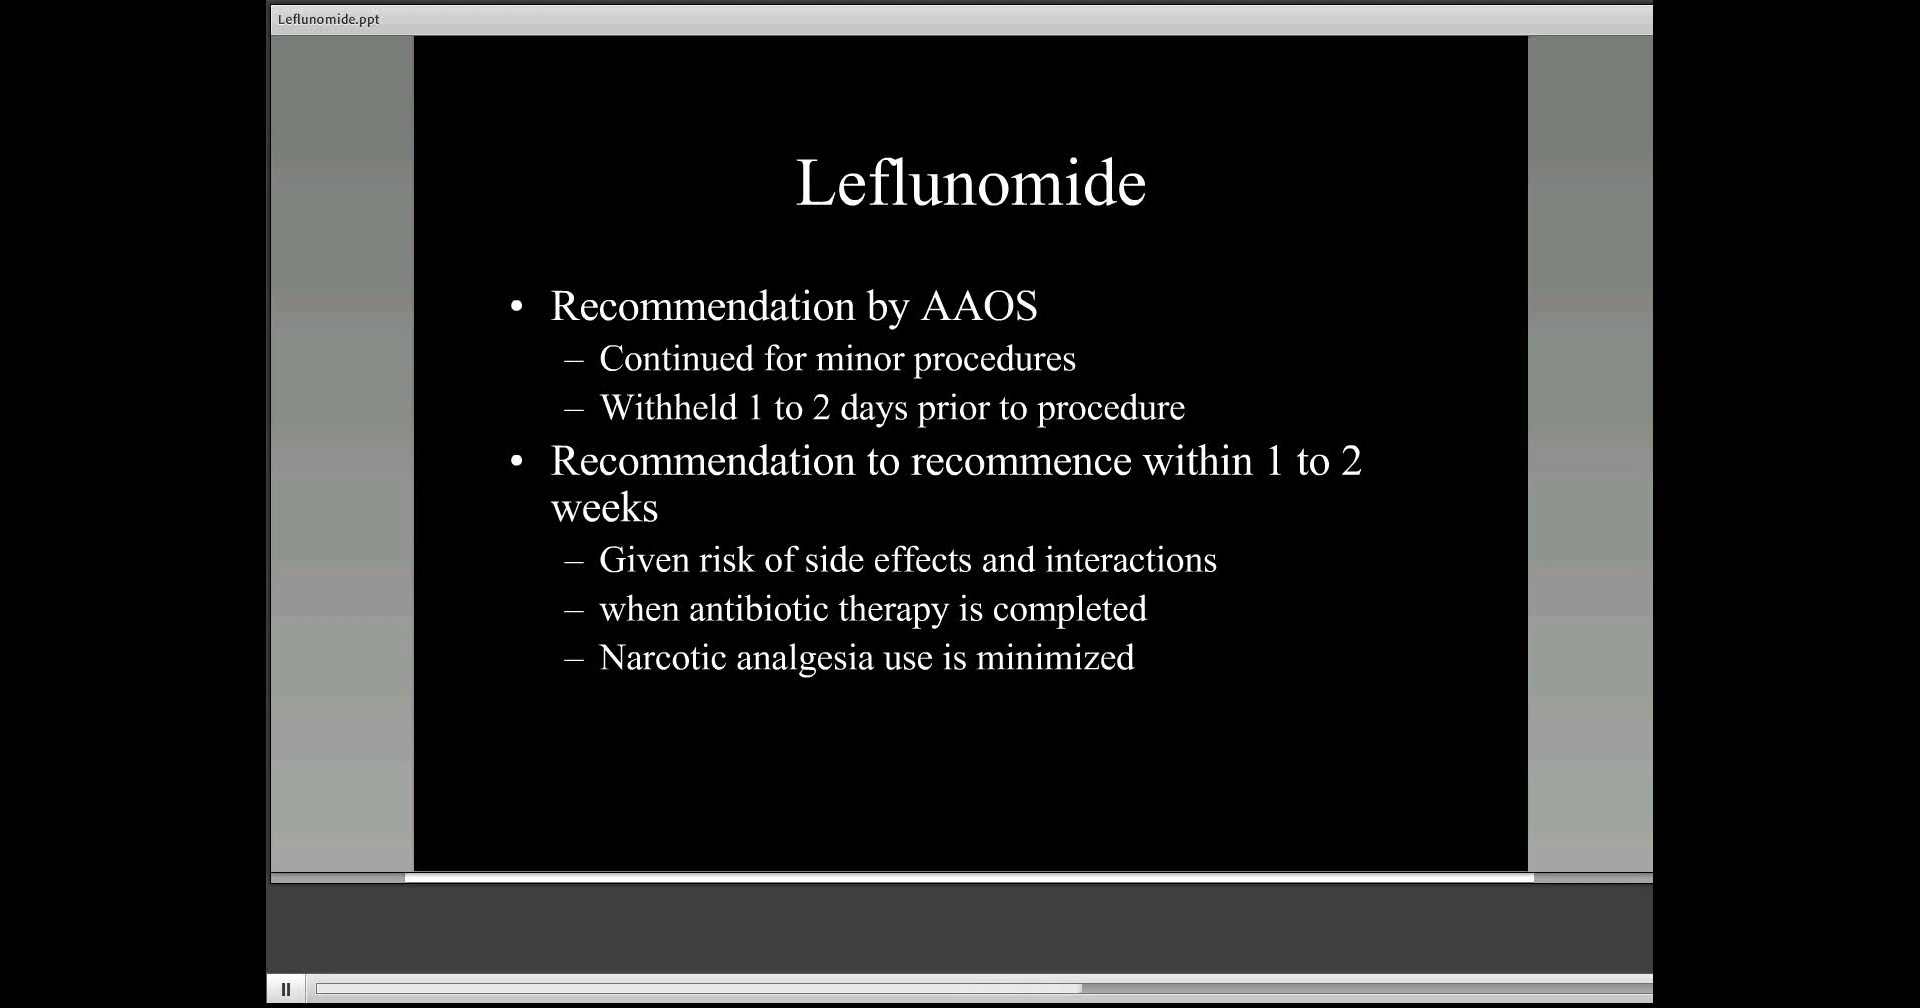 Leflunomide.ppt
Leflunomide
• Recommendation by AAOS
– Continued for minor procedures
– Withheld 1 to 2 days prior to procedure
• Recommendation to recommence within 1 to 2
weeks
– Given risk of side effects and interactions
– when antibiotic therapy is completed
– Narcotic analgesia use is minimized